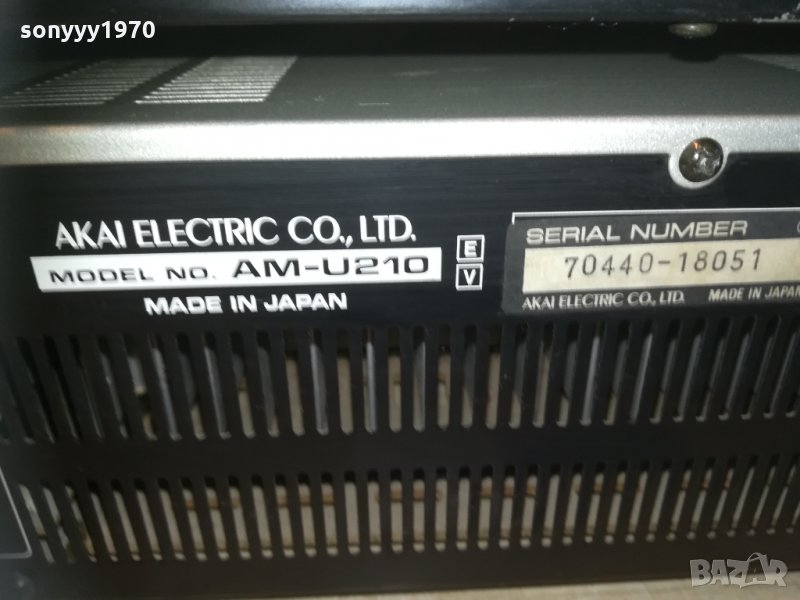 sonyyy1970
AKAI ELECTRIC CO., LTD.
MODEL NO. AM-U210
MADE IN JAPAN
E
V
SERIAL NUMBER
70440-18051
AKAI ELECTRIC CO., LTD. MADE IN JAPAN
BAZAR